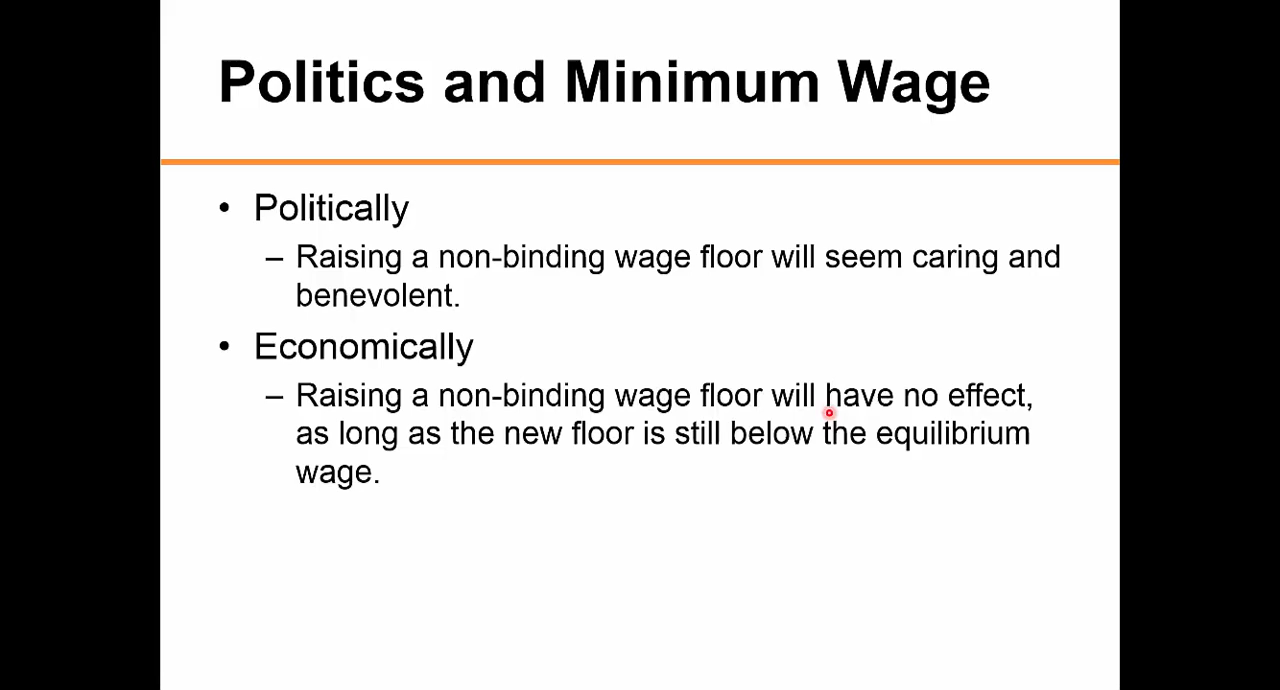 Politics and Minimum Wage
• Politically
– Raising a non-binding wage floor will seem caring and
benevolent.
• Economically
– Raising a non-binding wage floor will have no effect,
as long as the new floor is still below the equilibrium
wage.